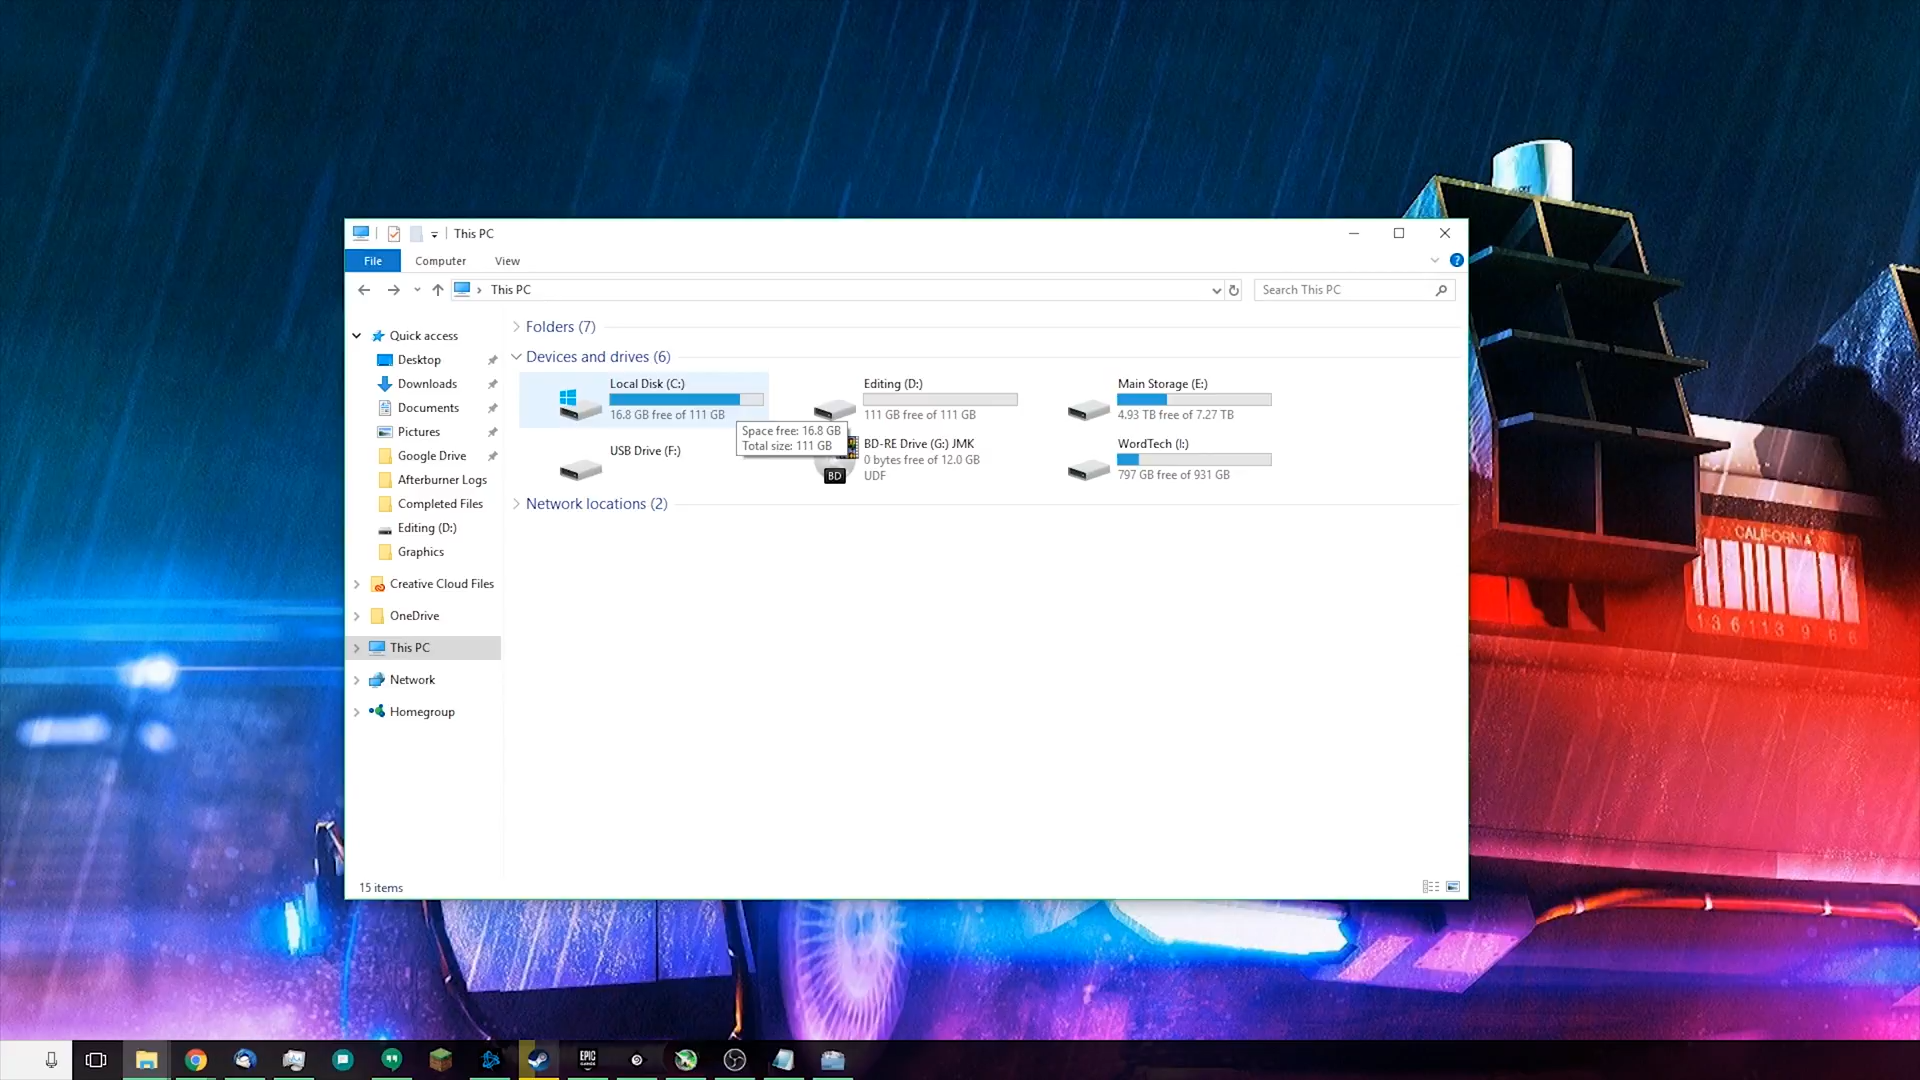 This PC
File
Computer
View
This PC
Search This PC
Quick access
Desktop
Downloads
Documents
Pictures
Google Drive
Afterburner Logs
Completed Files
Editing (D:)
Graphics
Creative Cloud Files
OneDrive
This PC
Network
Homegroup
Folders (7)
Devices and drives (6)
Local Disk (C:)
16.8 GB free of 111 GB
Editing (D:)
111 GB free of 111 GB
Main Storage (E:)
4.93 TB free of 7.27 TB
Space free: 16.8 GB
Total size: 111 GB
USB Drive (F:)
BD
BD-RE Drive (G:) JMK
0 bytes free of 12.0 GB
UDF
WordTech (I:)
797 GB free of 931 GB
Network locations (2)
15 items
CALIFORNIA
EPIC
GAMES